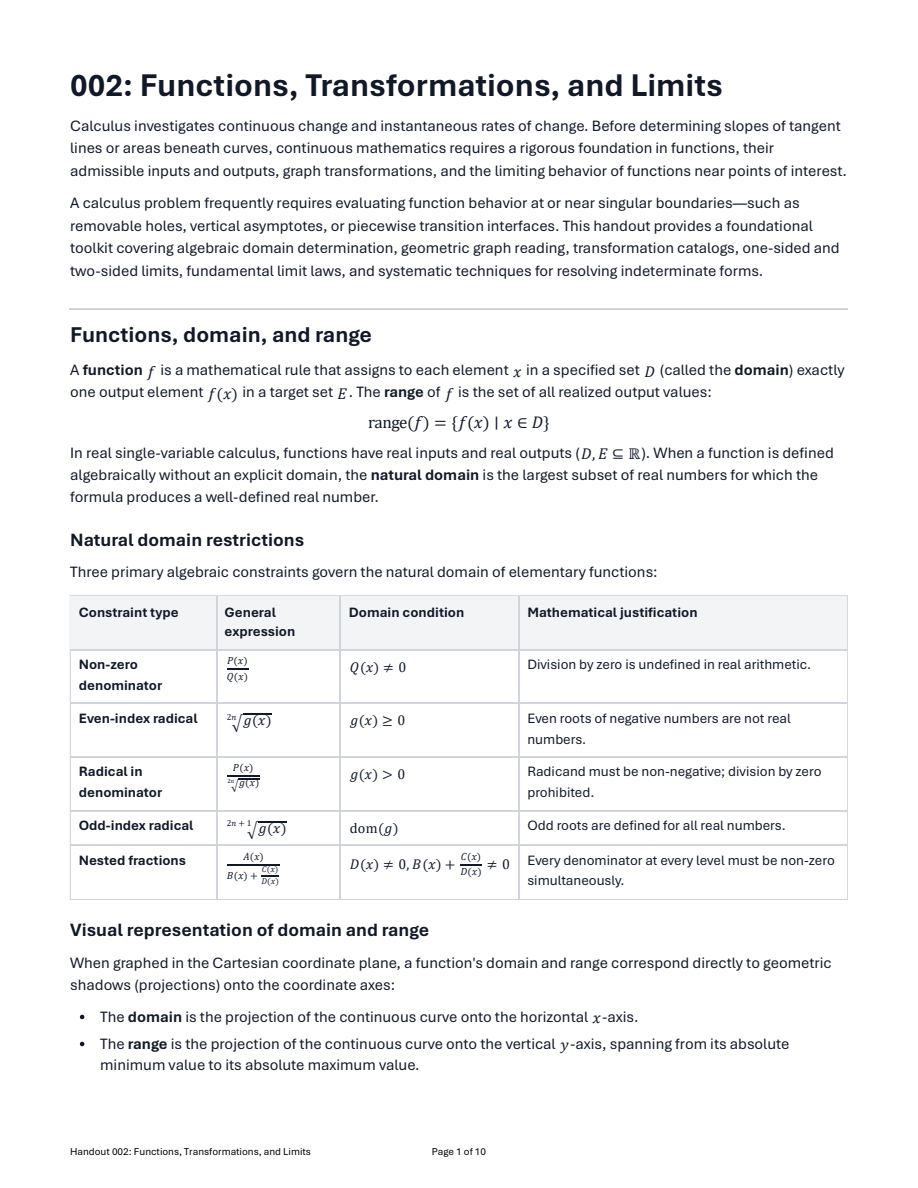 002: Functions, Transformations, and Limits
Calculus investigates continuous change and instantaneous rates of change. Before determining slopes of tangent
lines or areas beneath curves, continuous mathematics requires a rigorous foundation in functions, their
admissible inputs and outputs, graph transformations, and the limiting behavior of functions near points of interest.
A calculus problem frequently requires evaluating function behavior at or near singular boundaries—such as
removable holes, vertical asymptotes, or piecewise transition interfaces. This handout provides a foundational
toolkit covering algebraic domain determination, geometric graph reading, transformation catalogs, one-sided and
two-sided limits, fundamental limit laws, and systematic techniques for resolving indeterminate forms.
Functions, domain, and range
A function f is a mathematical rule that assigns to each element x in a specified set D (called the domain) exactly
one output element f(x) in a target set E. The range of f is the set of all realized output values:
range(f) = {f(x) | x ∈ D}
In real single-variable calculus, functions have real inputs and real outputs (D, E ⊆ ℝ). When a function is defined
algebraically without an explicit domain, the natural domain is the largest subset of real numbers for which the
formula produces a well-defined real number.
Natural domain restrictions
Three primary algebraic constraints govern the natural domain of elementary functions:
Constraint type | General expression | Domain condition | Mathematical justification
Non-zero denominator | P(x)/Q(x) | Q(x) ≠ 0 | Division by zero is undefined in real arithmetic.
Even-index radical | ²ⁿ√g(x) | g(x) ≥ 0 | Even roots of negative numbers are not real numbers.
Radical in denominator | P(x)/²ⁿ√g(x) | g(x) > 0 | Radicand must be non-negative; division by zero prohibited.
Odd-index radical | ²ⁿ⁺¹√g(x) | dom(g) | Odd roots are defined for all real numbers.
Nested fractions | A(x)/(B(x) + C(x)/D(x)) | D(x) ≠ 0, B(x) + C(x)/D(x) ≠ 0 | Every denominator at every level must be non-zero simultaneously.
Visual representation of domain and range
When graphed in the Cartesian coordinate plane, a function's domain and range correspond directly to geometric
shadows (projections) onto the coordinate axes:
• The domain is the projection of the continuous curve onto the horizontal x-axis.
• The range is the projection of the continuous curve onto the vertical y-axis, spanning from its absolute
minimum value to its absolute maximum value.
Handout 002: Functions, Transformations, and Limits
Page 1 of 10